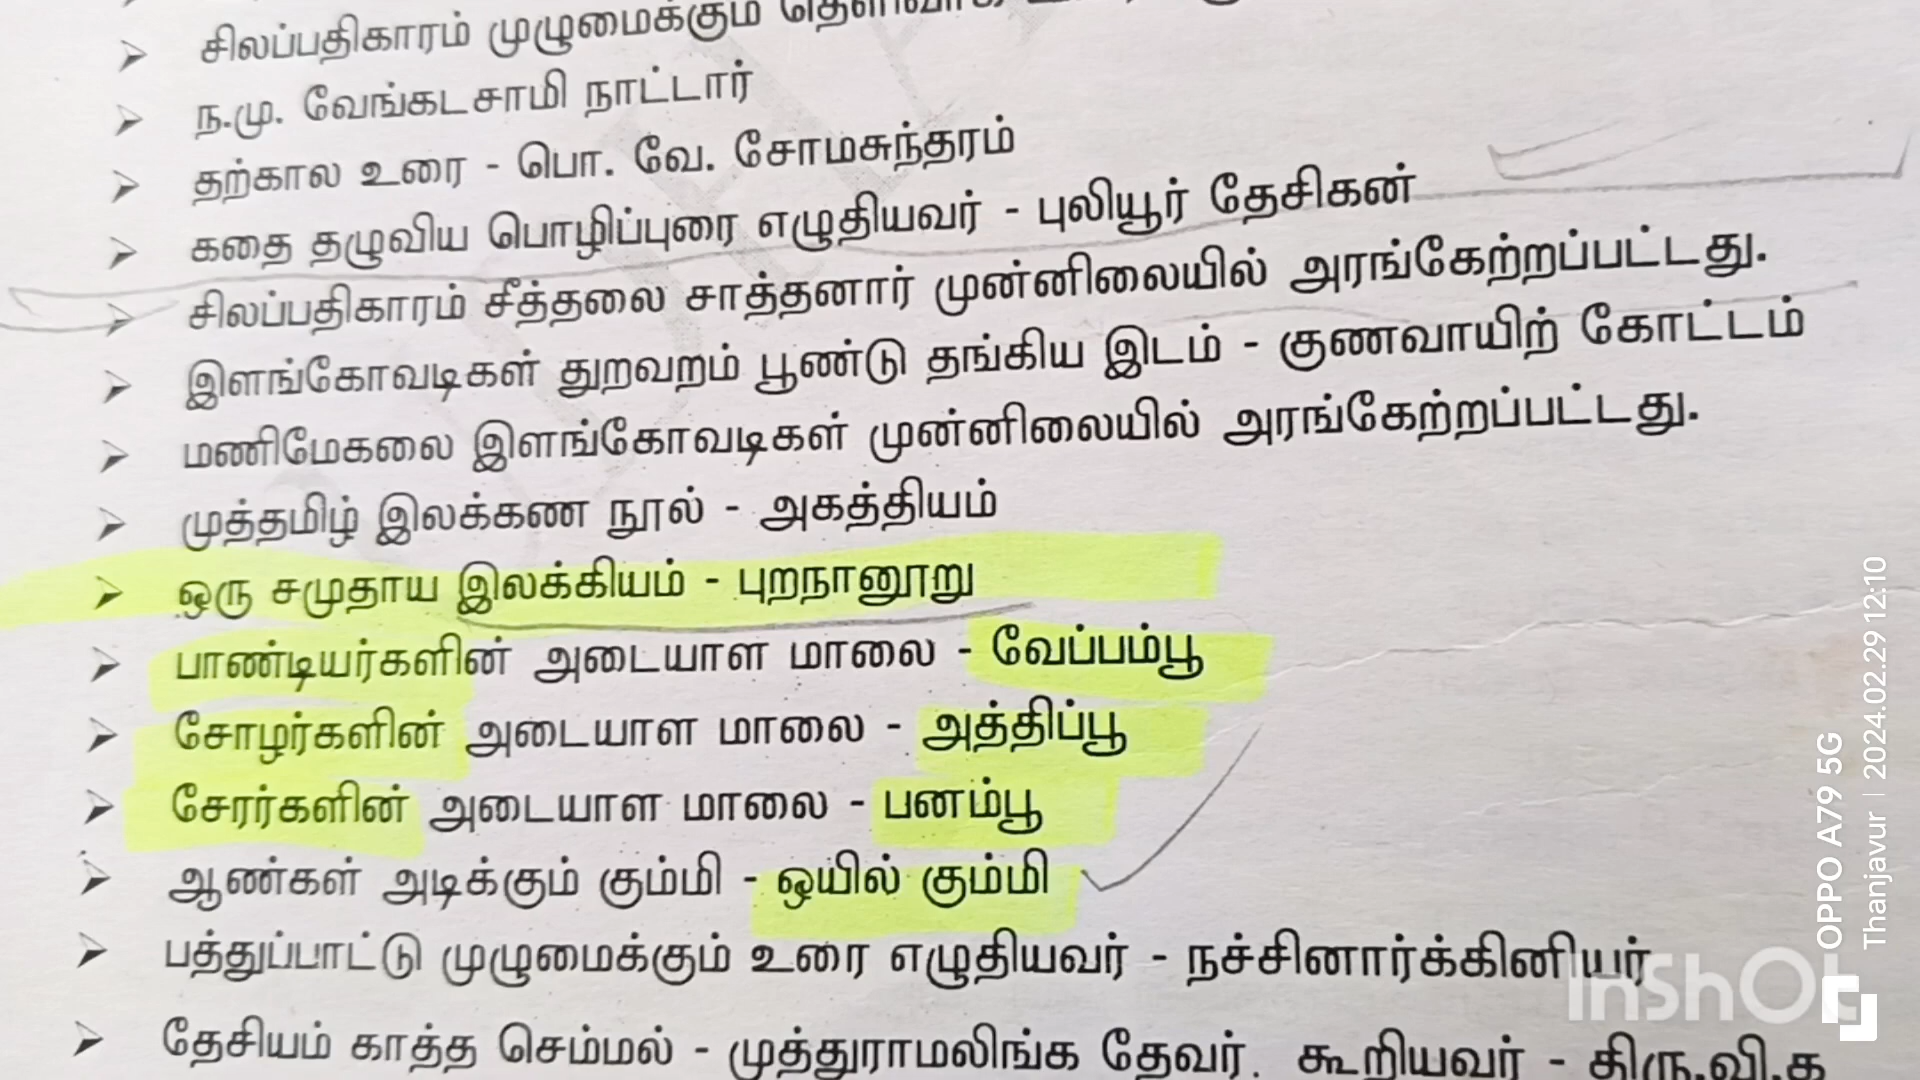 சிலப்பதிகாரம் முழுமைக்கும்
ந.மு. வேங்கடசாமி நாட்டார்
தற்கால உரை - பொ. வே. சோமசுந்தரம்
கதை தழுவிய பொழிப்புரை எழுதியவர் - புலியூர் தேசிகன்
சிலப்பதிகாரம் சீத்தலை சாத்தனார் முன்னிலையில் அரங்கேற்றப்பட்டது.
இளங்கோவடிகள் துறவறம் பூண்டு தங்கிய இடம் - குணவாயிற் கோட்டம்
மணிமேகலை இளங்கோவடிகள் முன்னிலையில் அரங்கேற்றப்பட்டது.
முத்தமிழ் இலக்கண நூல் - அகத்தியம்
ஒரு சமுதாய இலக்கியம் - புறநானூறு
பாண்டியர்களின் அடையாள மாலை - வேப்பம்பூ
சோழர்களின் அடையாள மாலை - அத்திப்பூ
சேரர்களின் அடையாள மாலை - பனம்பூ
ஆண்கள் அடிக்கும் கும்மி - ஒயில் கும்மி
பத்துப்பாட்டு முழுமைக்கும் உரை எழுதியவர் - நச்சினார்க்கினியர்
தேசியம் காத்த செம்மல் - முத்துராமலிங்க தேவர். கூறியவர் - திரு.வி.க
OPPO A79 5G
Thanjavur | 2024.02.29 12:10
InShOt